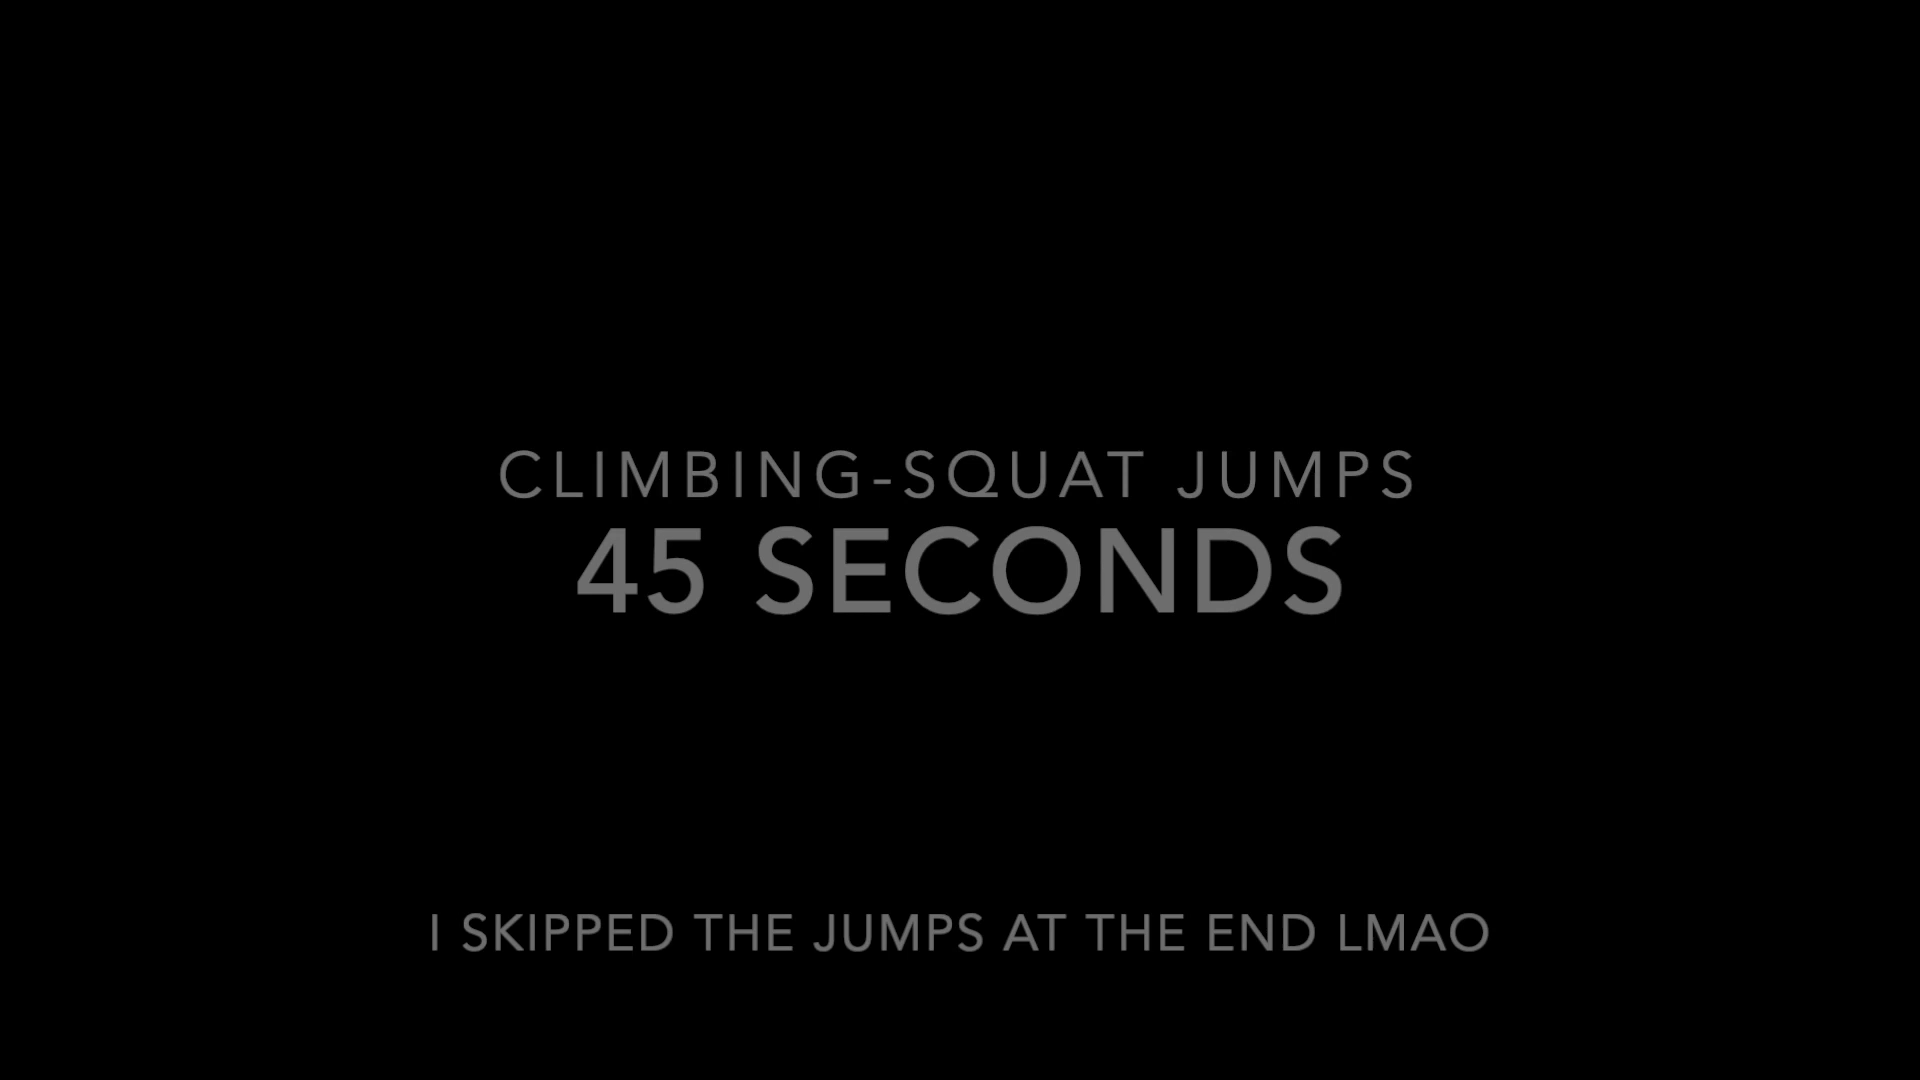 CLIMBING-SQUAT JUMPS
45 SECONDS
I SKIPPED THE JUMPS AT THE END LMAO